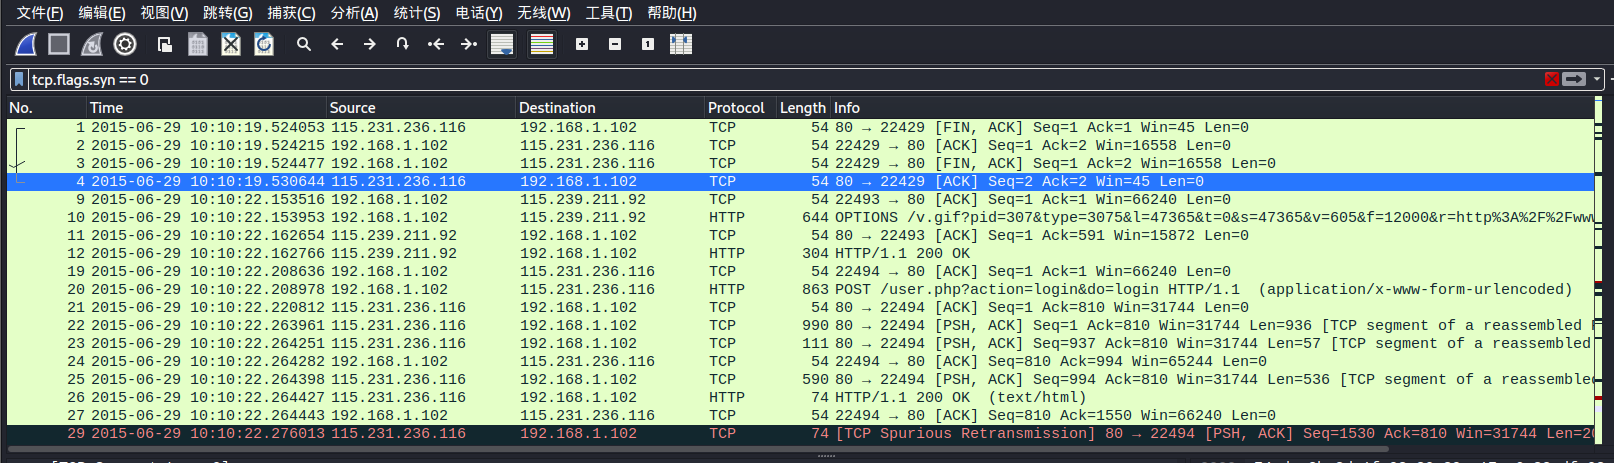 文件(F) 编辑(E) 视图(V) 跳转(G) 捕获(C) 分析(A) 统计(S) 电话(Y) 无线(W) 工具(T) 帮助(H)
tcp.flags.syn == 0
No. Time Source Destination Protocol Length Info
1 2015-06-29 10:10:19.524053 115.231.236.116 192.168.1.102 TCP 54 80 → 22429 [FIN, ACK] Seq=1 Ack=1 Win=45 Len=0
2 2015-06-29 10:10:19.524215 192.168.1.102 115.231.236.116 TCP 54 22429 → 80 [ACK] Seq=1 Ack=2 Win=16558 Len=0
3 2015-06-29 10:10:19.524477 192.168.1.102 115.231.236.116 TCP 54 22429 → 80 [FIN, ACK] Seq=1 Ack=2 Win=16558 Len=0
4 2015-06-29 10:10:19.530644 115.231.236.116 192.168.1.102 TCP 54 80 → 22429 [ACK] Seq=2 Ack=2 Win=45 Len=0
9 2015-06-29 10:10:22.153516 192.168.1.102 115.239.211.92 TCP 54 22493 → 80 [ACK] Seq=1 Ack=1 Win=66240 Len=0
10 2015-06-29 10:10:22.153953 192.168.1.102 115.239.211.92 HTTP 644 OPTIONS /v.gif?pid=307&type=3075&l=47365&t=0&s=47365&v=605&f=12000&r=http%3A%2F%2Fww
11 2015-06-29 10:10:22.162654 115.239.211.92 192.168.1.102 TCP 54 80 → 22493 [ACK] Seq=1 Ack=591 Win=15872 Len=0
12 2015-06-29 10:10:22.162766 115.239.211.92 192.168.1.102 HTTP 304 HTTP/1.1 200 OK
19 2015-06-29 10:10:22.208636 192.168.1.102 115.231.236.116 TCP 54 22494 → 80 [ACK] Seq=1 Ack=1 Win=66240 Len=0
20 2015-06-29 10:10:22.208978 192.168.1.102 115.231.236.116 HTTP 863 POST /user.php?action=login&do=login HTTP/1.1  (application/x-www-form-urlencoded)
21 2015-06-29 10:10:22.220812 115.231.236.116 192.168.1.102 TCP 54 80 → 22494 [ACK] Seq=1 Ack=810 Win=31744 Len=0
22 2015-06-29 10:10:22.263961 115.231.236.116 192.168.1.102 TCP 990 80 → 22494 [PSH, ACK] Seq=1 Ack=810 Win=31744 Len=936 [TCP segment of a reassembled
23 2015-06-29 10:10:22.264251 115.231.236.116 192.168.1.102 TCP 111 80 → 22494 [PSH, ACK] Seq=937 Ack=810 Win=31744 Len=57 [TCP segment of a reassembled
24 2015-06-29 10:10:22.264282 192.168.1.102 115.231.236.116 TCP 54 22494 → 80 [ACK] Seq=810 Ack=994 Win=65244 Len=0
25 2015-06-29 10:10:22.264398 115.231.236.116 192.168.1.102 TCP 590 80 → 22494 [PSH, ACK] Seq=994 Ack=810 Win=31744 Len=536 [TCP segment of a reassemble
26 2015-06-29 10:10:22.264427 115.231.236.116 192.168.1.102 HTTP 74 HTTP/1.1 200 OK  (text/html)
27 2015-06-29 10:10:22.264443 192.168.1.102 115.231.236.116 TCP 54 22494 → 80 [ACK] Seq=810 Ack=1550 Win=66240 Len=0
29 2015-06-29 10:10:22.276013 115.231.236.116 192.168.1.102 TCP 74 [TCP Spurious Retransmission] 80 → 22494 [PSH, ACK] Seq=1530 Ack=810 Win=31744 Len=2